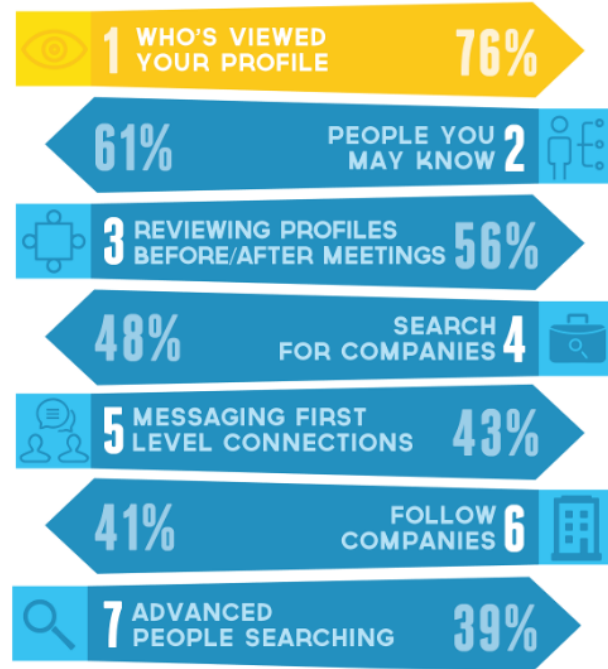 1 WHO'S VIEWED
YOUR PROFILE 76%
61% PEOPLE YOU
MAY KNOW 2
3 REVIEWING PROFILES
BEFORE/AFTER MEETINGS 56%
48% SEARCH
FOR COMPANIES 4
5 MESSAGING FIRST
LEVEL CONNECTIONS 43%
41% FOLLOW
COMPANIES 6
7 ADVANCED
PEOPLE SEARCHING 39%